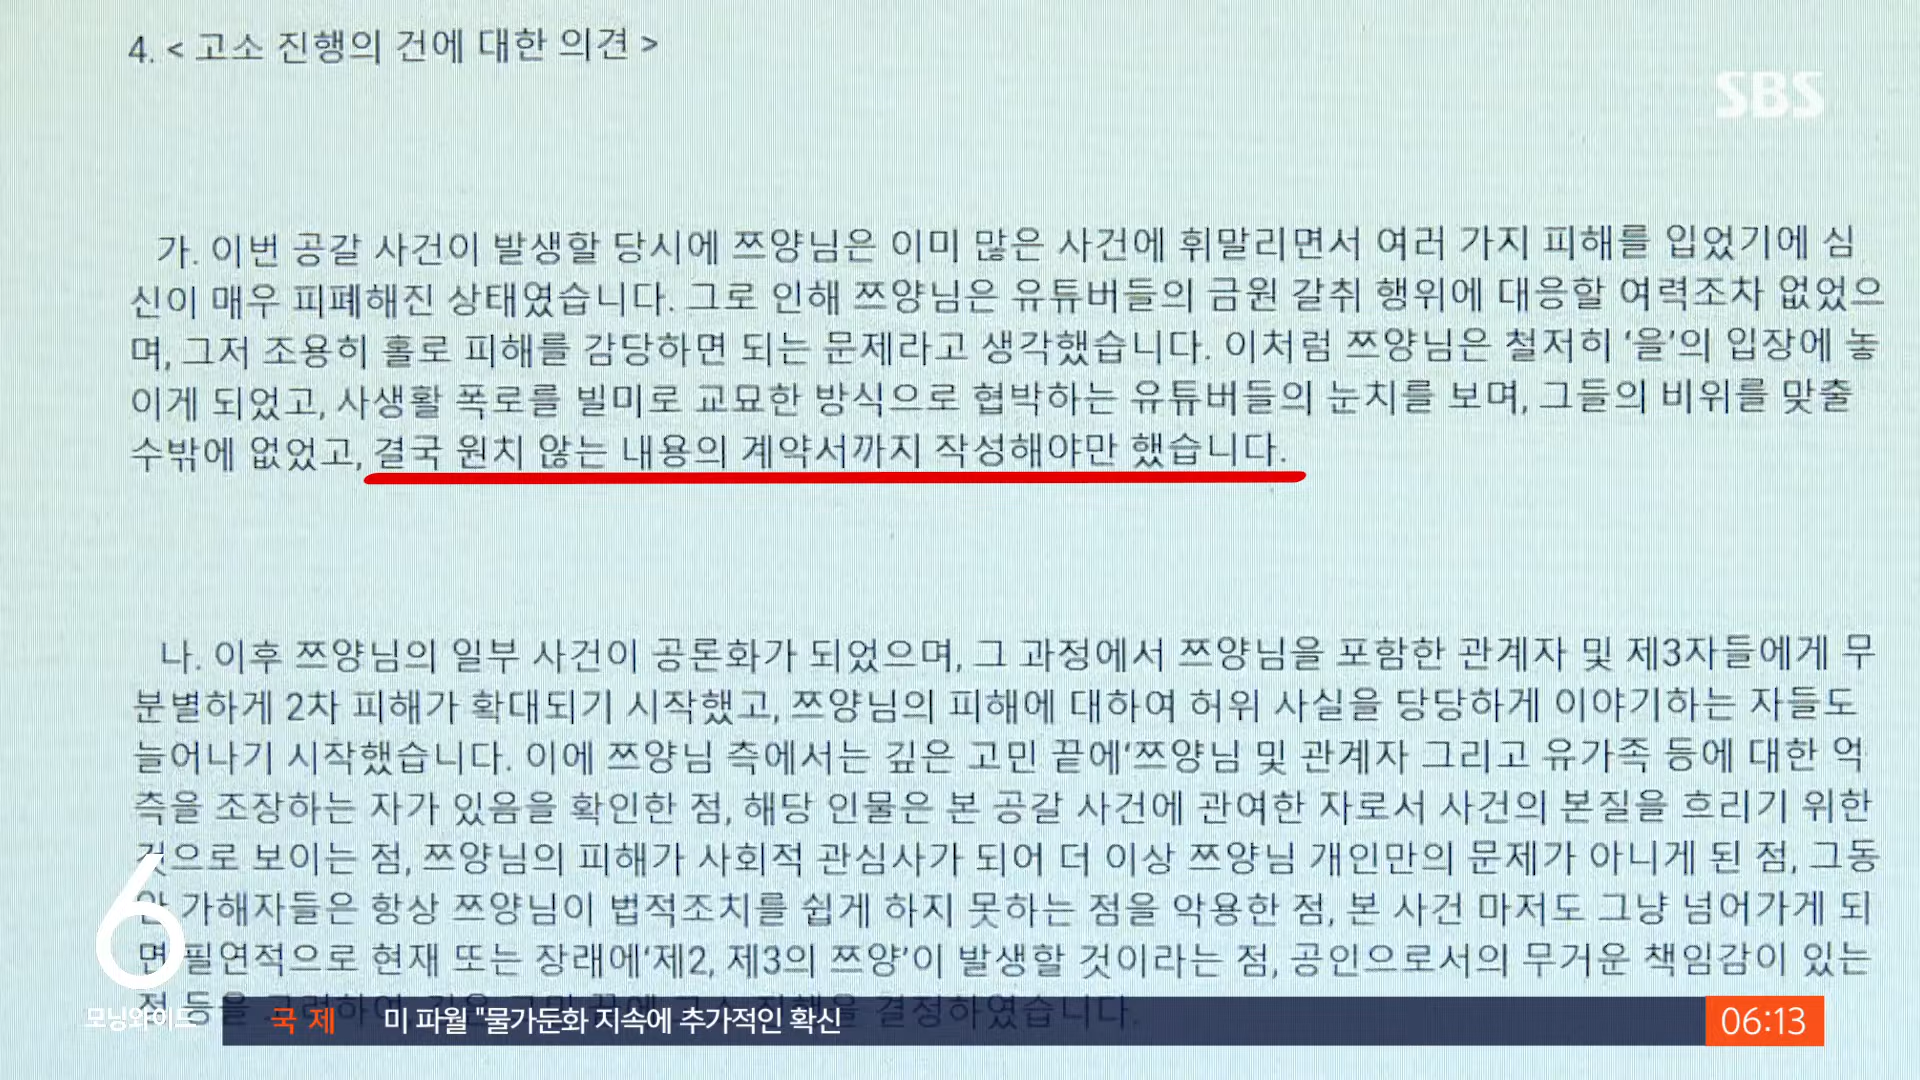 4. < 고소 진행의 건에 대한 의견 >
SBS
가. 이번 공갈 사건이 발생할 당시에 쯔양님은 이미 많은 사건에 휘말리면서 여러 가지 피해를 입었기에 심
신이 매우 피폐해진 상태였습니다. 그로 인해 쯔양님은 유튜버들의 금원 갈취 행위에 대응할 여력조차 없었으
며, 그저 조용히 홀로 피해를 감당하면 되는 문제라고 생각했습니다. 이처럼 쯔양님은 철저히 ‘을’의 입장에 놓
이게 되었고, 사생활 폭로를 빌미로 교묘한 방식으로 협박하는 유튜버들의 눈치를 보며, 그들의 비위를 맞출
수밖에 없었고, 결국 원치 않는 내용의 계약서까지 작성해야만 했습니다.
나. 이후 쯔양님의 일부 사건이 공론화가 되었으며, 그 과정에서 쯔양님을 포함한 관계자 및 제3자들에게 무
분별하게 2차 피해가 확대되기 시작했고, 쯔양님의 피해에 대하여 허위 사실을 당당하게 이야기하는 자들도
늘어나기 시작했습니다. 이에 쯔양님 측에서는 깊은 고민 끝에‘쯔양님 및 관계자 그리고 유가족 등에 대한 억
측을 조장하는 자가 있음을 확인한 점, 해당 인물은 본 공갈 사건에 관여한 자로서 사건의 본질을 흐리기 위한
것으로 보이는 점, 쯔양님의 피해가 사회적 관심사가 되어 더 이상 쯔양님 개인만의 문제가 아니게 된 점, 그동
안 가해자들은 항상 쯔양님이 법적조치를 쉽게 하지 못하는 점을 악용한 점, 본 사건 마저도 그냥 넘어가게 되
면 필연적으로 현재 또는 장래에‘제2, 제3의 쯔양’이 발생할 것이라는 점, 공인으로서의 무거운 책임감이 있는
점 등을 고려하여, 깊은 고민 끝에 고소 진행을 결정하였습니다.
6
모닝와이드
국 제 미 파월 "물가둔화 지속에 추가적인 확신 06:13